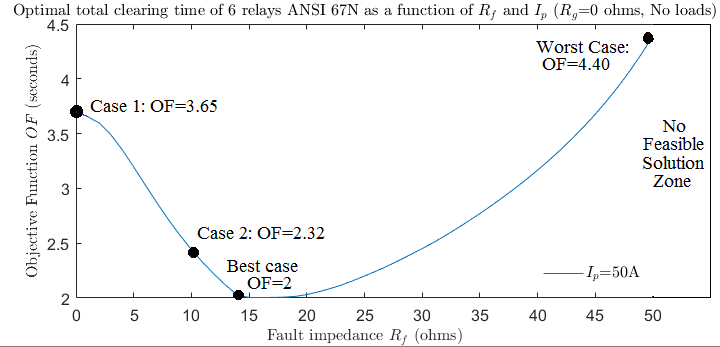 Optimal total clearing time of 6 relays ANSI 67N as a function of R_f and I_p (R_g=0 ohms, No loads)
4.5
4
3.5
3
2.5
2
Objective Function OF (seconds)
Case 1: OF=3.65
Worst Case:
OF=4.40
No
Feasible
Solution
Zone
Case 2: OF=2.32
Best case
OF=2
I_p=50A
0 5 10 15 20 25 30 35 40 45 50
Fault impedance R_f (ohms)